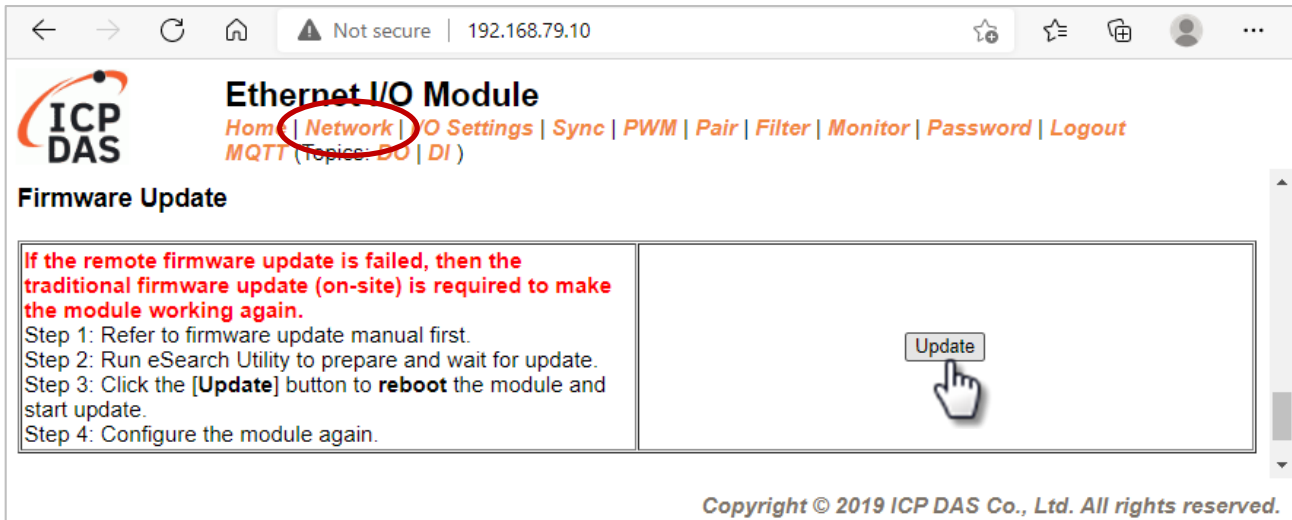 Not secure | 192.168.79.10
ICP
DAS
Ethernet I/O Module
Home | Network | I/O Settings | Sync | PWM | Pair | Filter | Monitor | Password | Logout
MQTT (Topics: DO | DI )
Firmware Update
If the remote firmware update is failed, then the
traditional firmware update (on-site) is required to make
the module working again.
Step 1: Refer to firmware update manual first.
Step 2: Run eSearch Utility to prepare and wait for update.
Step 3: Click the [Update] button to reboot the module and
start update.
Step 4: Configure the module again.
Update
Copyright © 2019 ICP DAS Co., Ltd. All rights reserved.